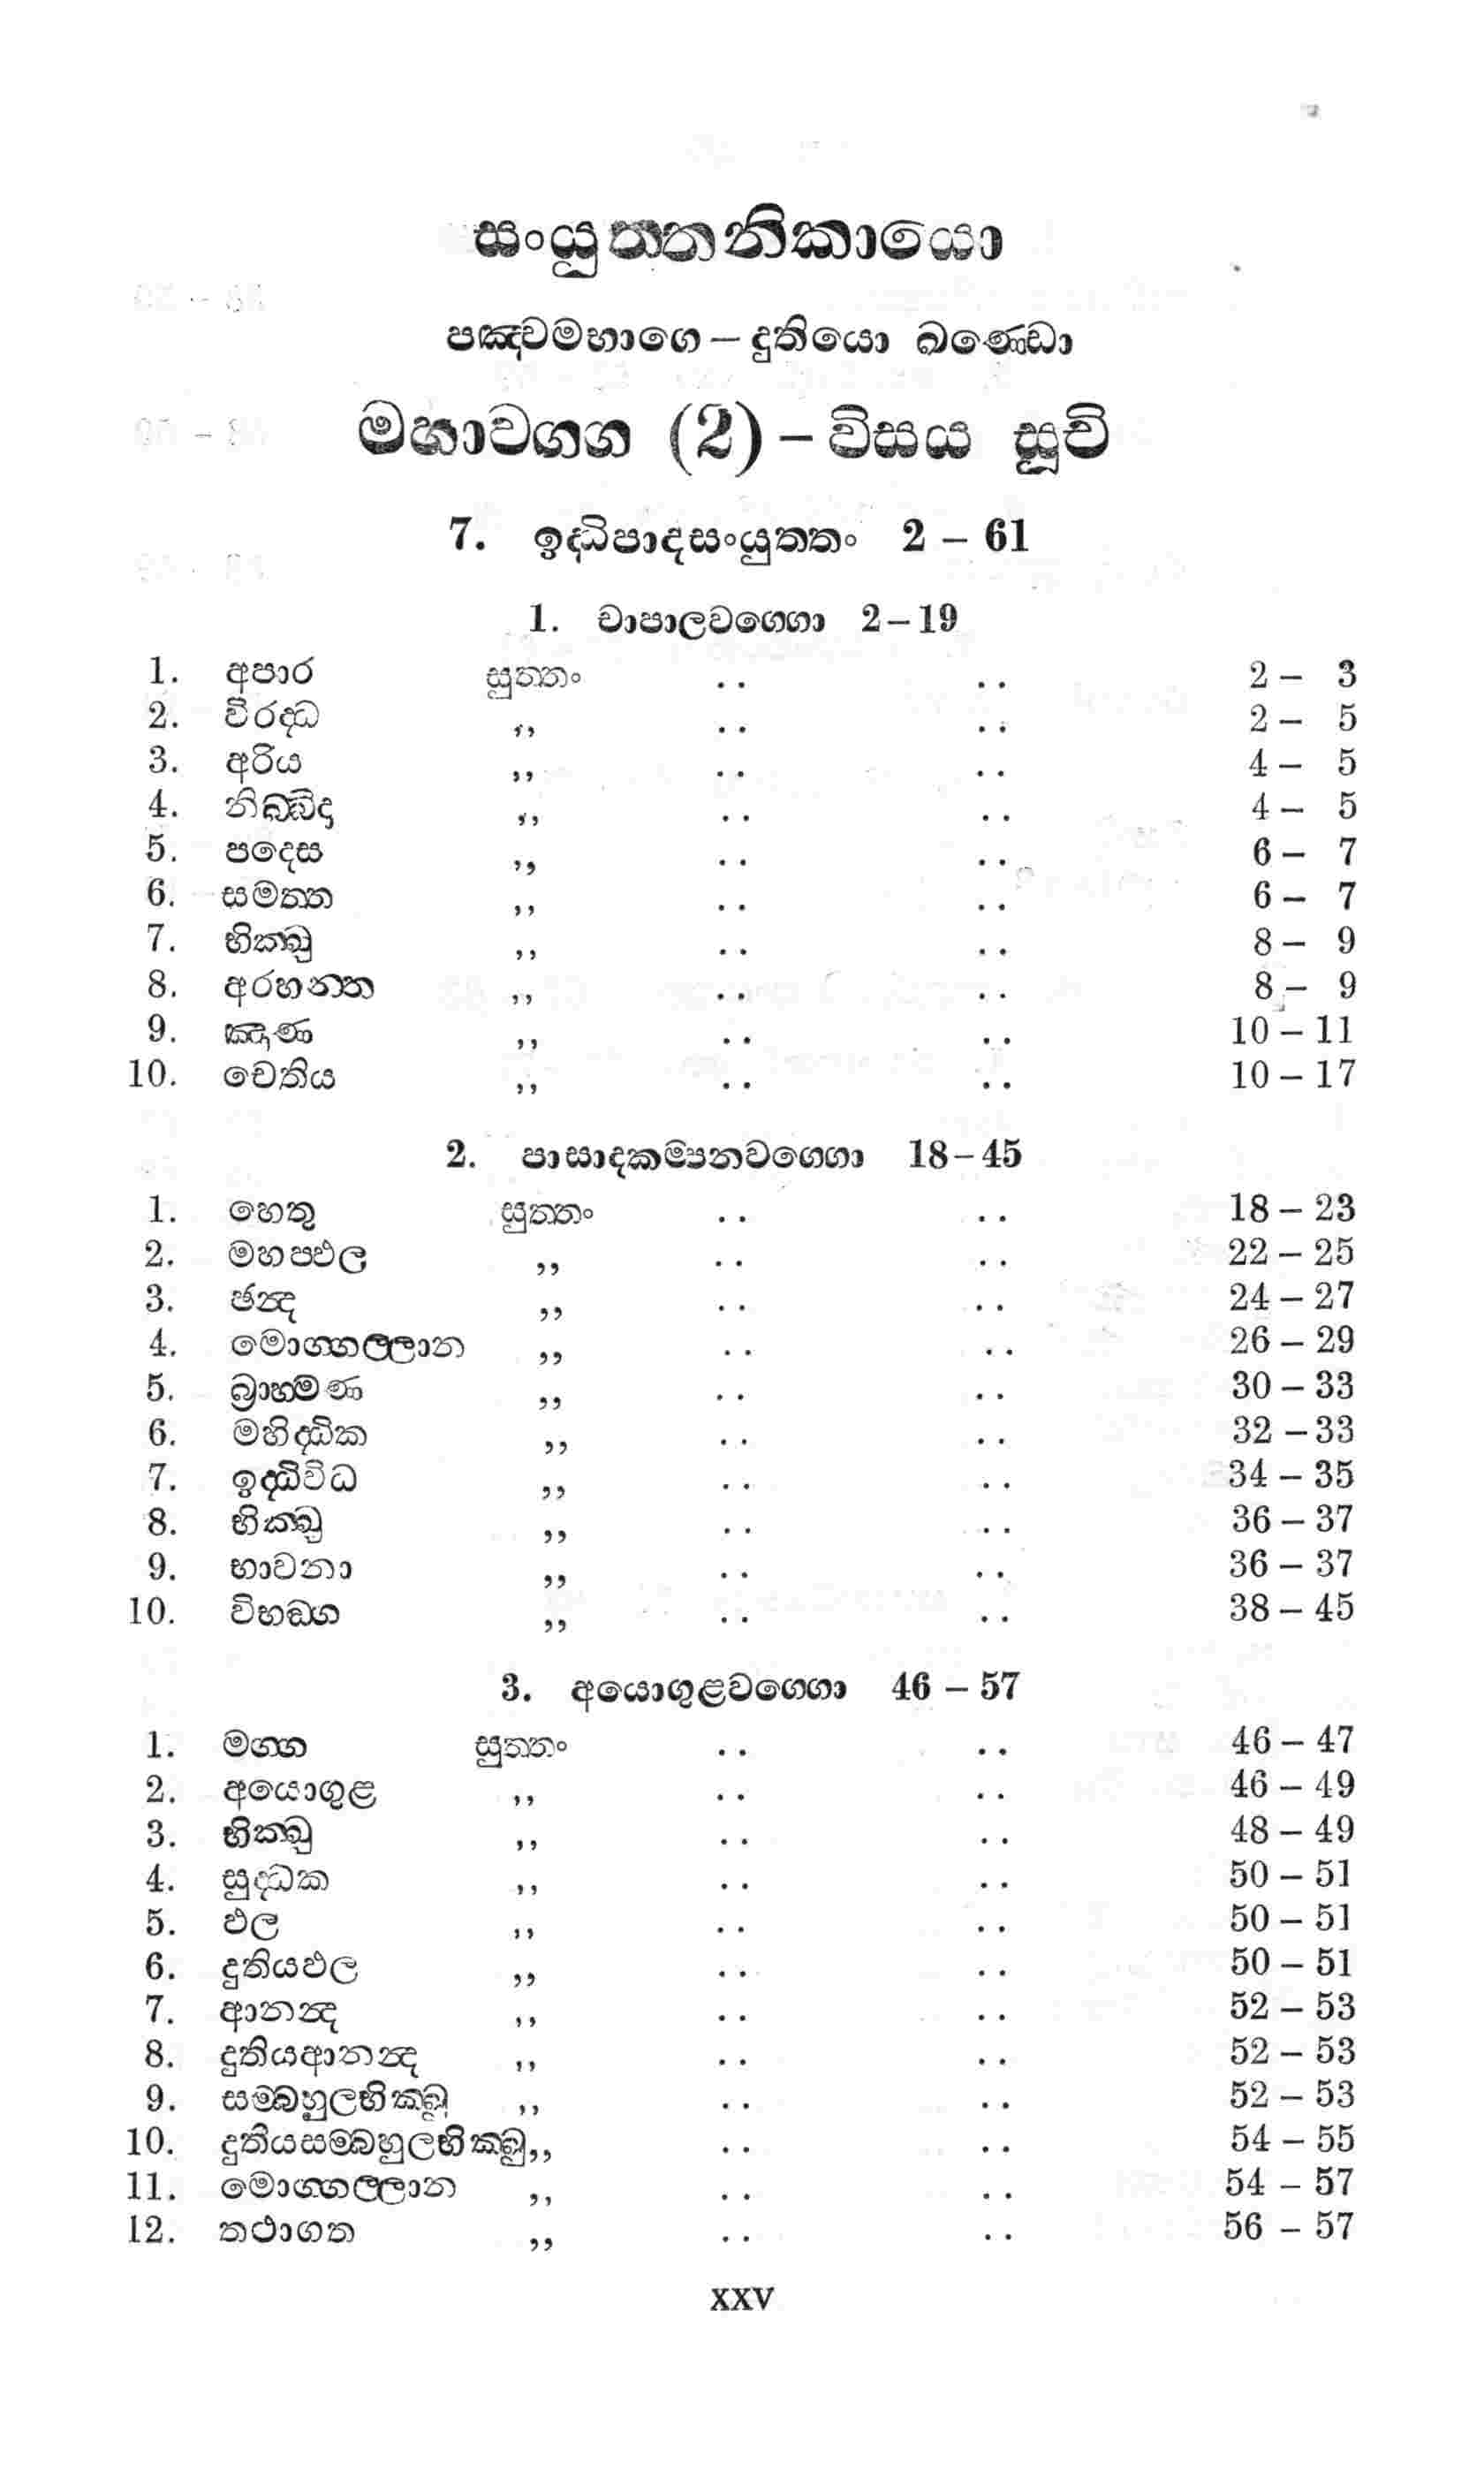 සංයුත්තනිකායො
පඤ්චමභාගෙ – දුතියො ඛණ්ඩො
මහාවග්ග (2) – විසය සූචි
7. ඉද්ධිපාදසංයුත්තං 2 – 61
1. චාපාලවග්ගො 2 – 19
1. අපාර සුත්තං .. .. 2 – 3
2. විරද්ධ ,, .. .. 2 – 5
3. අරිය ,, .. .. 4 – 5
4. නිබ්බිදා ,, .. .. 4 – 5
5. පදෙස ,, .. .. 6 – 7
6. සමත්ත ,, .. .. 6 – 7
7. භික්ඛු ,, .. .. 8 – 9
8. අරහන්ත ,, .. .. 8 – 9
9. ඤාණ ,, .. .. 10 – 11
10. චෙතිය ,, .. .. 10 – 17
2. පාසාදකම්පනවග්ගො 18 – 45
1. හෙතු සුත්තං .. .. 18 – 23
2. මහප්ඵල ,, .. .. 22 – 25
3. ඡන්ද ,, .. .. 24 – 27
4. මොග්ගල්ලාන ,, .. .. 26 – 29
5. බ්‍රාහ්මණ ,, .. .. 30 – 33
6. මහිද්ධික ,, .. .. 32 – 33
7. ඉද්ධිවිධ ,, .. .. 34 – 35
8. භික්ඛු ,, .. .. 36 – 37
9. භාවනා ,, .. .. 36 – 37
10. විභඞ්ග ,, .. .. 38 – 45
3. අයොගුළවග්ගො 46 – 57
1. මග්ග සුත්තං .. .. 46 – 47
2. අයොගුළ ,, .. .. 46 – 49
3. භික්ඛු ,, .. .. 48 – 49
4. සුද්ධක ,, .. .. 50 – 51
5. ඵල ,, .. .. 50 – 51
6. දුතියඵල ,, .. .. 50 – 51
7. ආනන්ද ,, .. .. 52 – 53
8. දුතියආනන්ද ,, .. .. 52 – 53
9. සම්බහුලභික්ඛු ,, .. .. 52 – 53
10. දුතියසම්බහුලභික්ඛු ,, .. .. 54 – 55
11. මොග්ගල්ලාන ,, .. .. 54 – 57
12. තථාගත ,, .. .. 56 – 57
xxv